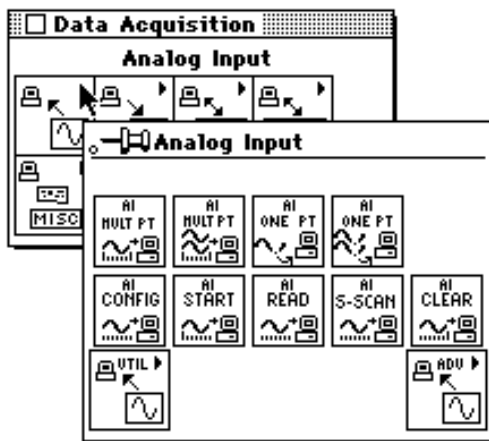 Data Acquisition
Analog Input
MISC
Analog Input
AI MULT PT
AI MULT PT
AI ONE PT
AI ONE PT
AI CONFIG
AI START
AI READ
AI S-SCAN
AI CLEAR
UTIL
ADV